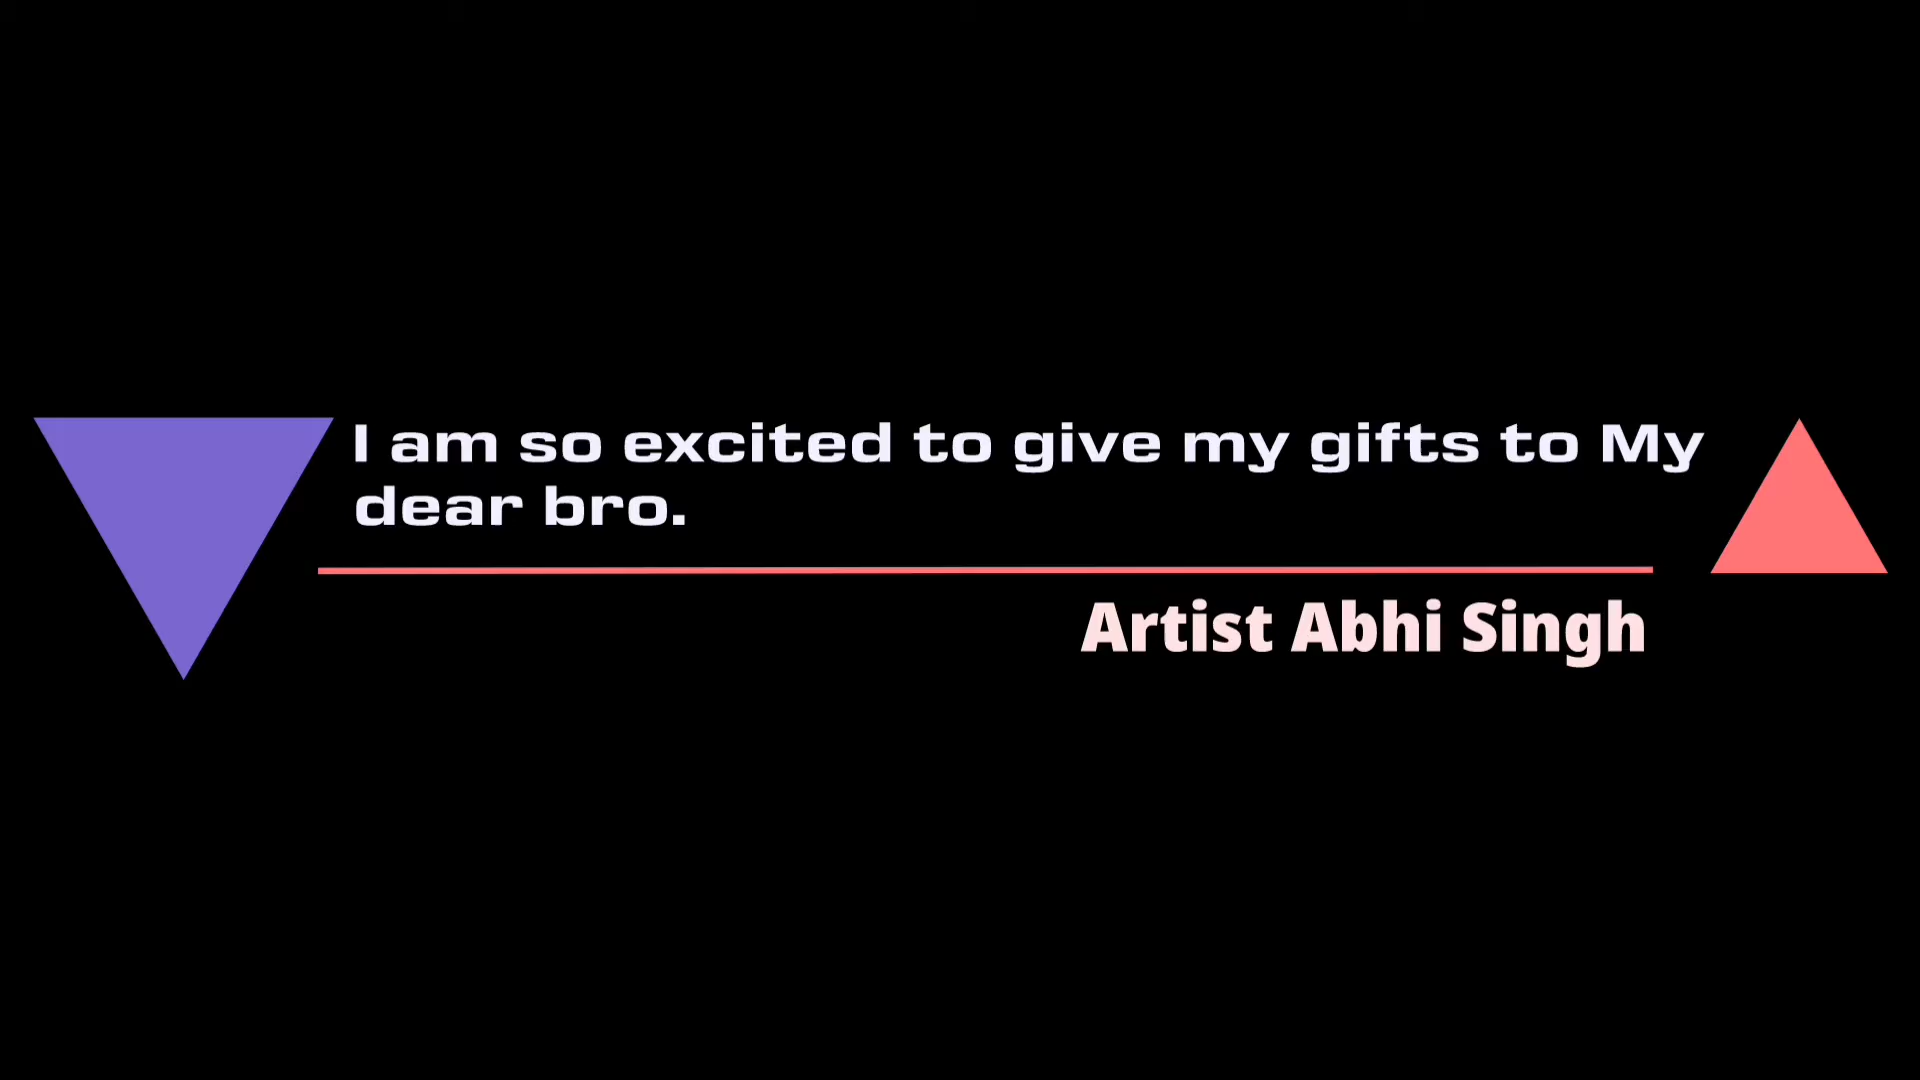 I am so excited to give my gifts to My
dear bro.
Artist Abhi Singh